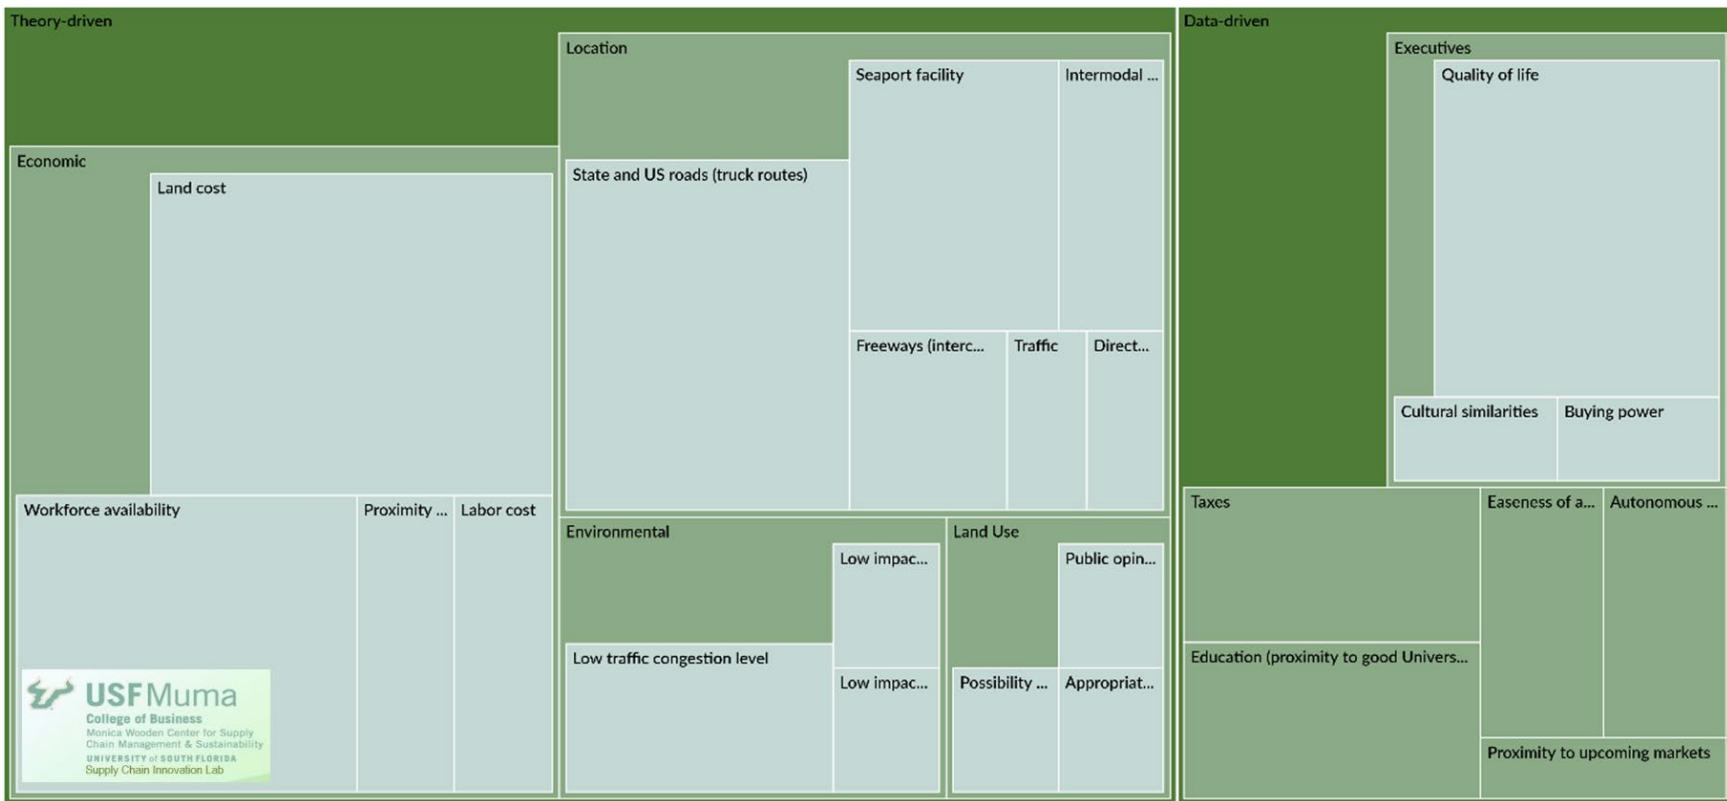 Theory-driven
Economic
Land cost
Workforce availability
Proximity ...
Labor cost
Location
Seaport facility
Intermodal ...
State and US roads (truck routes)
Freeways (interc...
Traffic
Direct...
Environmental
Low impac...
Low traffic congestion level
Low impac...
Land Use
Public opin...
Possibility ...
Appropriat...
Data-driven
Executives
Quality of life
Cultural similarities
Buying power
Taxes
Easeness of a...
Autonomous ...
Education (proximity to good Univers...
Proximity to upcoming markets
USF Muma
College of Business
Monica Wooden Center for Supply
Chain Management & Sustainability
UNIVERSITY of SOUTH FLORIDA
Supply Chain Innovation Lab